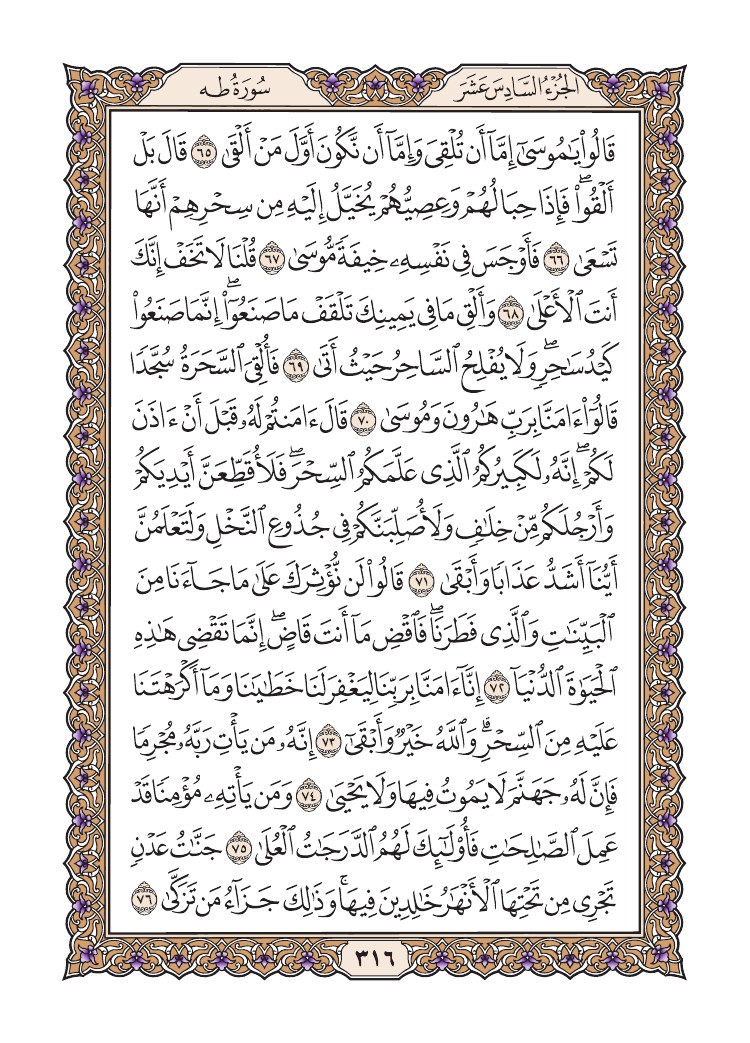 الجُزْءُ السَّادِسَ عَشَرَ
سُورَةُ طه
قَالُواْ يَٰمُوسَىٰٓ إِمَّآ أَن تُلْقِيَ وَإِمَّآ أَن نَّكُونَ أَوَّلَ مَنْ أَلْقَىٰ ٦٥ قَالَ بَلْ
أَلْقُواْۖ فَإِذَا حِبَالُهُمْ وَعِصِيُّهُمْ يُخَيَّلُ إِلَيْهِ مِن سِحْرِهِمْ أَنَّهَا
تَسْعَىٰ ٦٦ فَأَوْجَسَ فِي نَفْسِهِۦ خِيفَةً مُّوسَىٰ ٦٧ قُلْنَا لَا تَخَفْ إِنَّكَ
أَنتَ ٱلْأَعْلَىٰ ٦٨ وَأَلْقِ مَا فِي يَمِينِكَ تَلْقَفْ مَا صَنَعُوٓاْۖ إِنَّمَا صَنَعُواْ
كَيْدُ سَٰحِرٍۖ وَلَا يُفْلِحُ ٱلسَّاحِرُ حَيْثُ أَتَىٰ ٦٩ فَأُلْقِيَ ٱلسَّحَرَةُ سُجَّدًا
قَالُوٓاْ ءَامَنَّا بِرَبِّ هَٰرُونَ وَمُوسَىٰ ٧٠ قَالَ ءَامَنتُمْ لَهُۥ قَبْلَ أَنْ ءَاذَنَ
لَكُمْۖ إِنَّهُۥ لَكَبِيرُكُمُ ٱلَّذِي عَلَّمَكُمُ ٱلسِّحْرَۖ فَلَأُقَطِّعَنَّ أَيْدِيَكُمْ
وَأَرْجُلَكُم مِّنْ خِلَٰفٍ وَلَأُصَلِّبَنَّكُمْ فِي جُذُوعِ ٱلنَّخْلِ وَلَتَعْلَمُنَّ
أَيُّنَآ أَشَدُّ عَذَابًا وَأَبْقَىٰ ٧١ قَالُواْ لَن نُّؤْثِرَكَ عَلَىٰ مَا جَآءَنَا مِنَ
ٱلْبَيِّنَٰتِ وَٱلَّذِي فَطَرَنَاۖ فَٱقْضِ مَآ أَنتَ قَاضٍۖ إِنَّمَا تَقْضِي هَٰذِهِ
ٱلْحَيَوٰةَ ٱلدُّنْيَآ ٧٢ إِنَّآ ءَامَنَّا بِرَبِّنَا لِيَغْفِرَ لَنَا خَطَٰيَٰنَا وَمَآ أَكْرَهْتَنَا
عَلَيْهِ مِنَ ٱلسِّحْرِۗ وَٱللَّهُ خَيْرٌ وَأَبْقَىٰٓ ٧٣ إِنَّهُۥ مَن يَأْتِ رَبَّهُۥ مُجْرِمًا
فَإِنَّ لَهُۥ جَهَنَّمَ لَا يَمُوتُ فِيهَا وَلَا يَحْيَىٰ ٧٤ وَمَن يَأْتِهِۦ مُؤْمِنًا قَدْ
عَمِلَ ٱلصَّٰلِحَٰتِ فَأُوْلَٰٓئِكَ لَهُمُ ٱلدَّرَجَٰتُ ٱلْعُلَىٰ ٧٥ جَنَّٰتُ عَدْنٍ
تَجْرِي مِن تَحْتِهَا ٱلْأَنْهَٰرُ خَٰلِدِينَ فِيهَاۚ وَذَٰلِكَ جَزَآءُ مَن تَزَكَّىٰ ٧٦
٣١٦